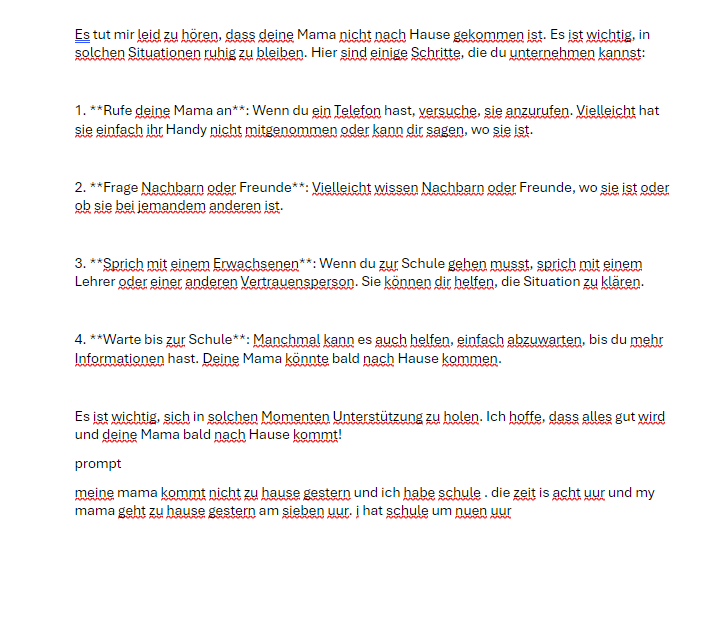 Es tut mir leid zu hören, dass deine Mama nicht nach Hause gekommen ist. Es ist wichtig, in
solchen Situationen ruhig zu bleiben. Hier sind einige Schritte, die du unternehmen kannst:
1. **Rufe deine Mama an**: Wenn du ein Telefon hast, versuche, sie anzurufen. Vielleicht hat
sie einfach ihr Handy nicht mitgenommen oder kann dir sagen, wo sie ist.
2. **Frage Nachbarn oder Freunde**: Vielleicht wissen Nachbarn oder Freunde, wo sie ist oder
ob sie bei jemandem anderen ist.
3. **Sprich mit einem Erwachsenen**: Wenn du zur Schule gehen musst, sprich mit einem
Lehrer oder einer anderen Vertrauensperson. Sie können dir helfen, die Situation zu klären.
4. **Warte bis zur Schule**: Manchmal kann es auch helfen, einfach abzuwarten, bis du mehr
Informationen hast. Deine Mama könnte bald nach Hause kommen.
Es ist wichtig, sich in solchen Momenten Unterstützung zu holen. Ich hoffe, dass alles gut wird
und deine Mama bald nach Hause kommt!
prompt
meine mama kommt nicht zu hause gestern und ich habe schule . die zeit is acht uur und my
mama geht zu hause gestern am sieben uur. i hat schule um nuen uur